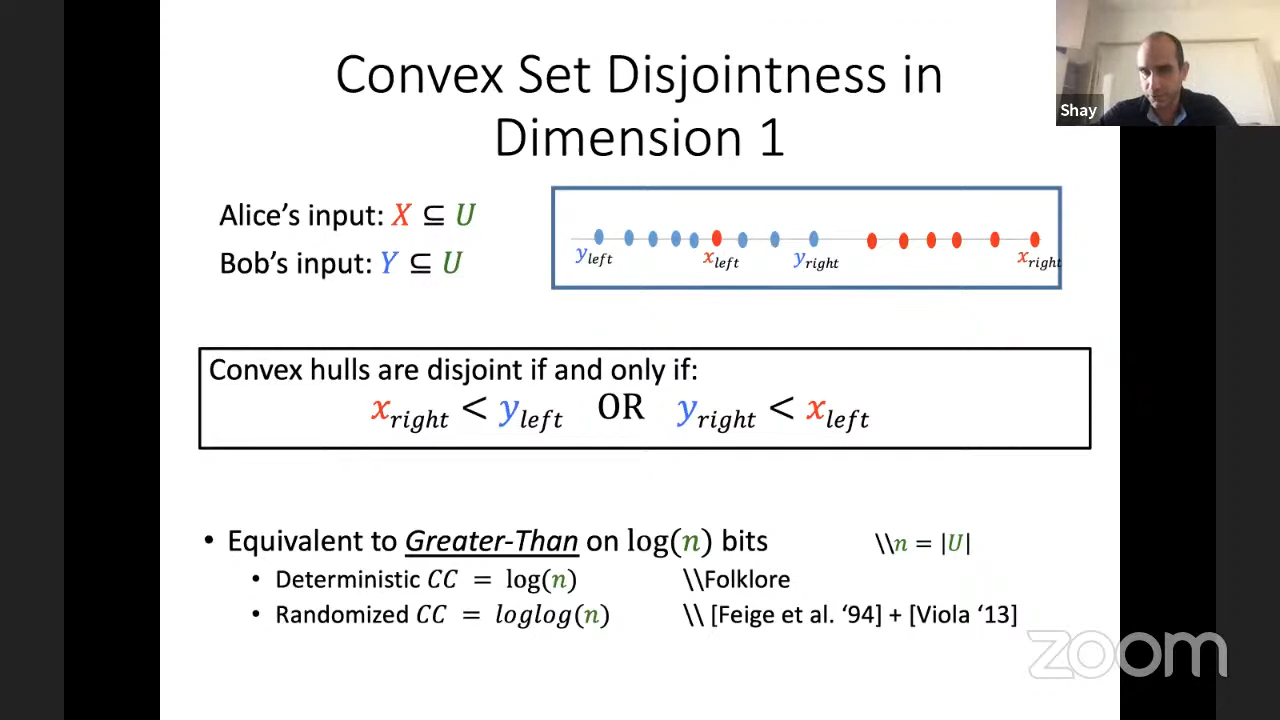 Convex Set Disjointness in
Dimension 1
Shay
Alice's input: X ⊆ U
Bob's input: Y ⊆ U
y_left x_left y_right x_right
Convex hulls are disjoint if and only if:
x_right < y_left OR y_right < x_left
• Equivalent to Greater-Than on log(n) bits \\n = |U|
• Deterministic CC = log(n) \\Folklore
• Randomized CC = loglog(n) \\ [Feige et al. ‘94] + [Viola ‘13]
zoom